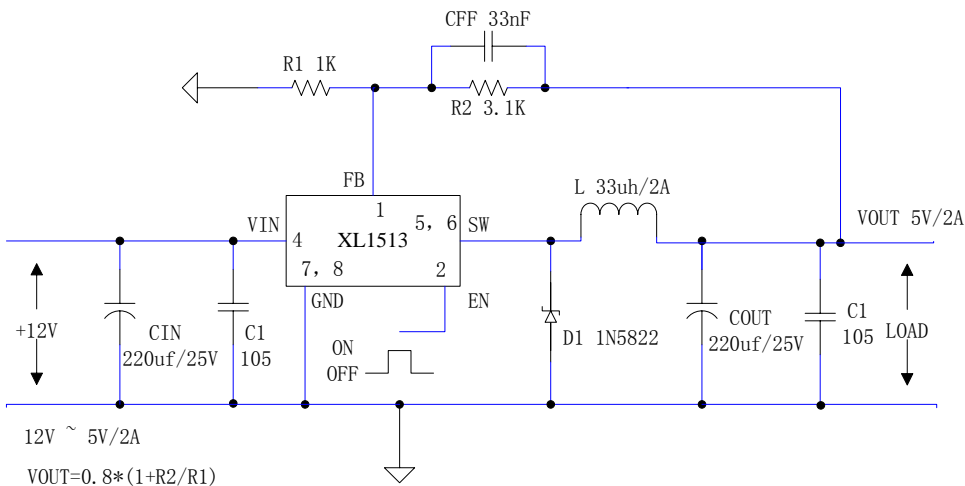 CFF 33nF
R1 1K
R2 3.1K
FB
L 33uh/2A
VIN
1
5, 6
SW
VOUT 5V/2A
4
XL1513
7, 8
2
GND
EN
+12V
CIN
220uf/25V
C1
105
ON
OFF
D1 1N5822
COUT
220uf/25V
C1
105
LOAD
12V ~ 5V/2A
VOUT=0.8*(1+R2/R1)